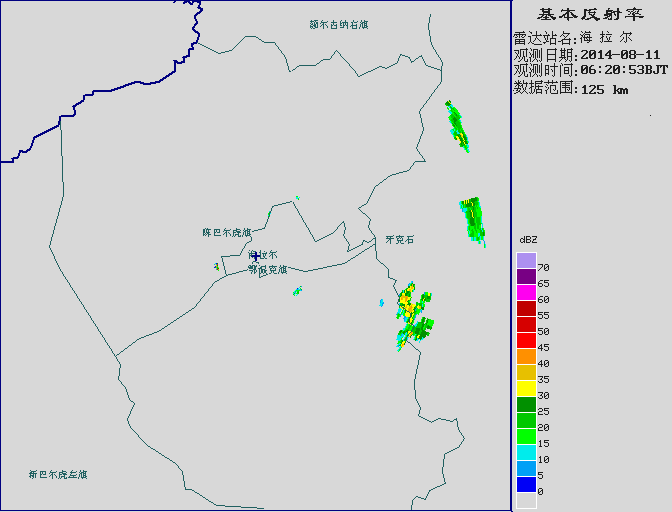 基本反射率
雷达站名:海拉尔
观测日期:2014-08-11
观测时间:06:20:53BJT
数据范围:125 km
额尔古纳右旗
陈巴尔虎旗
牙克石
海拉尔
鄂温克旗
新巴尔虎左旗
dBZ
70
65
60
55
50
45
40
35
30
25
20
15
10
5
0